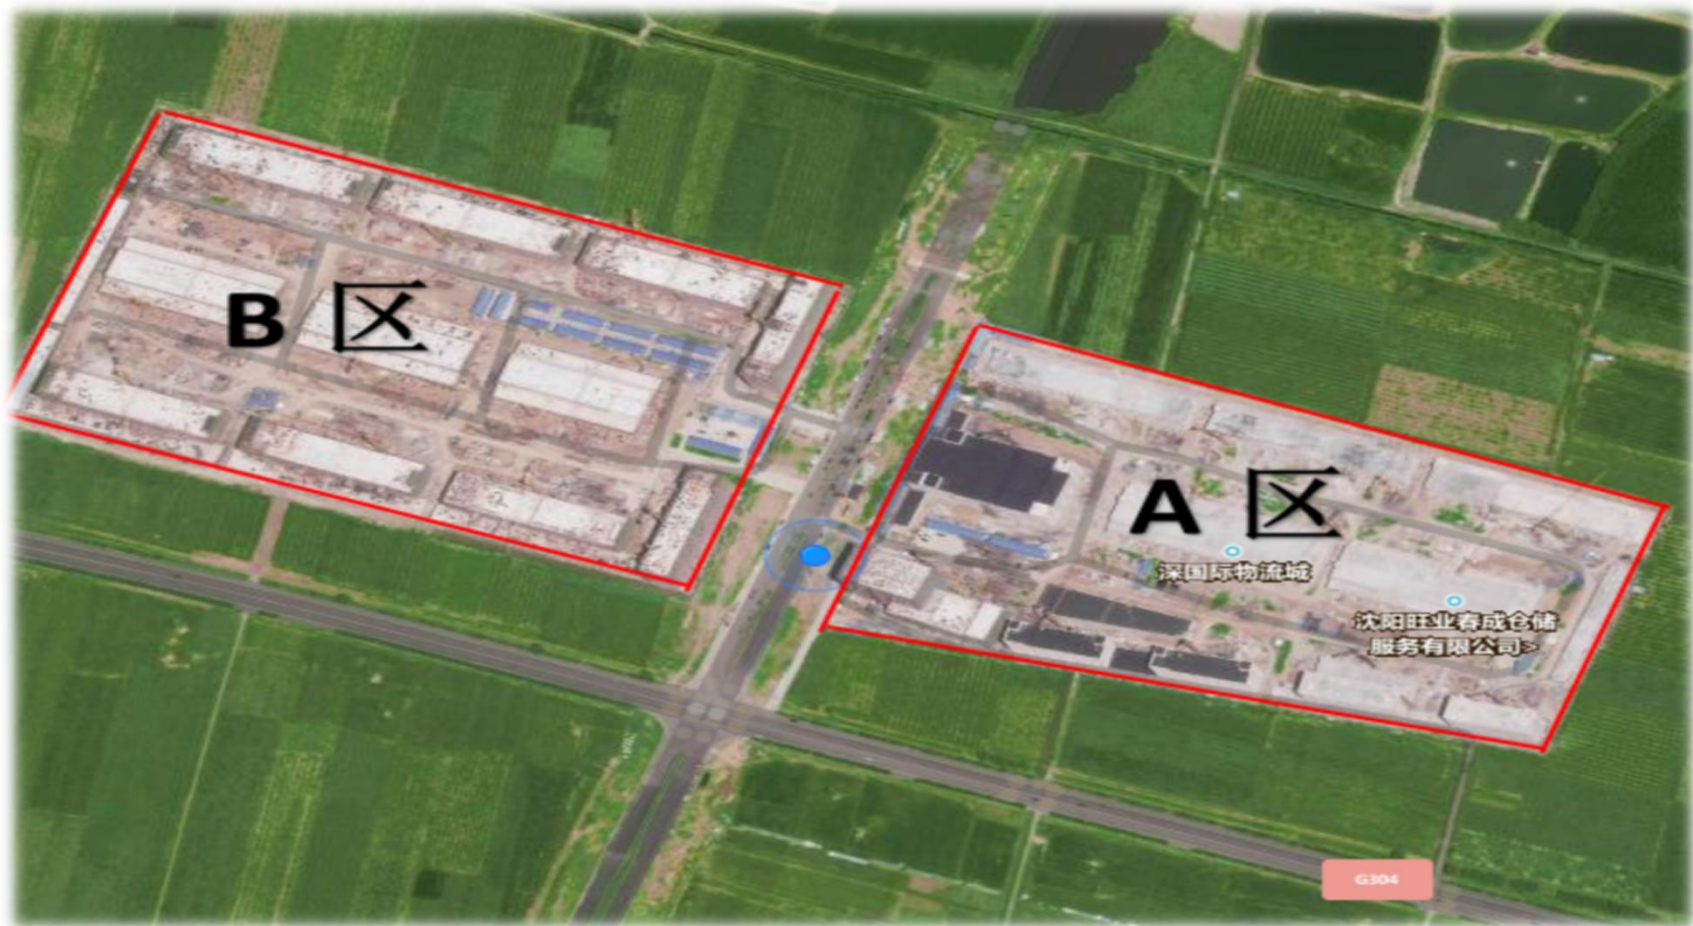 B 区
A 区
深国际物流城
沈阳旺业春成仓储
服务有限公司>
G304